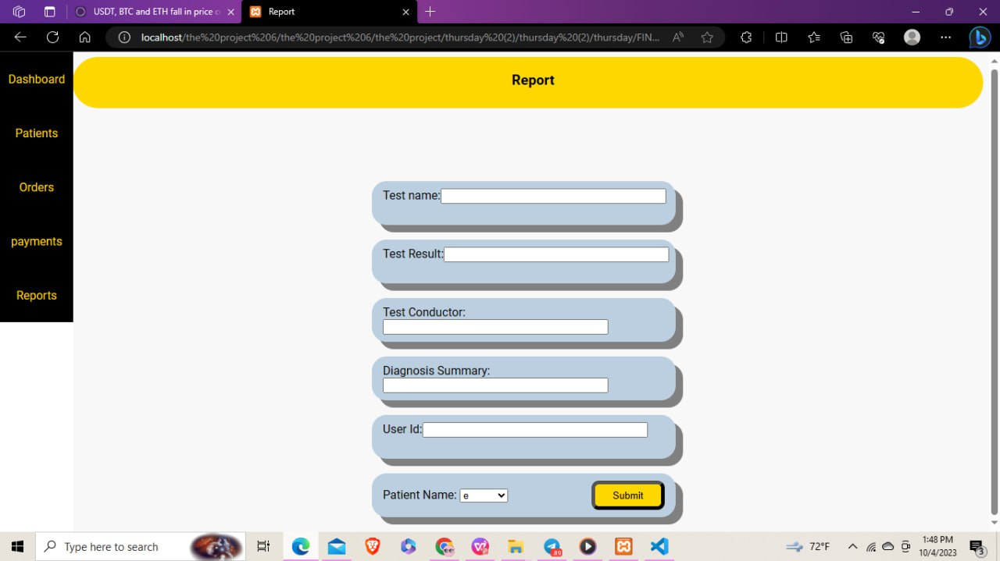 USDT, BTC and ETH fall in price o
Report
localhost/the%20project%206/the%20project%206/the%20project/thursday%20(2)/thursday%20(2)/thursday/FIN...
Dashboard
Patients
Orders
payments
Reports
Report
Test name:
Test Result:
Test Conductor:
Diagnosis Summary:
User Id:
Patient Name: e
Submit
Type here to search
89
72°F
1:48 PM
10/4/2023
3